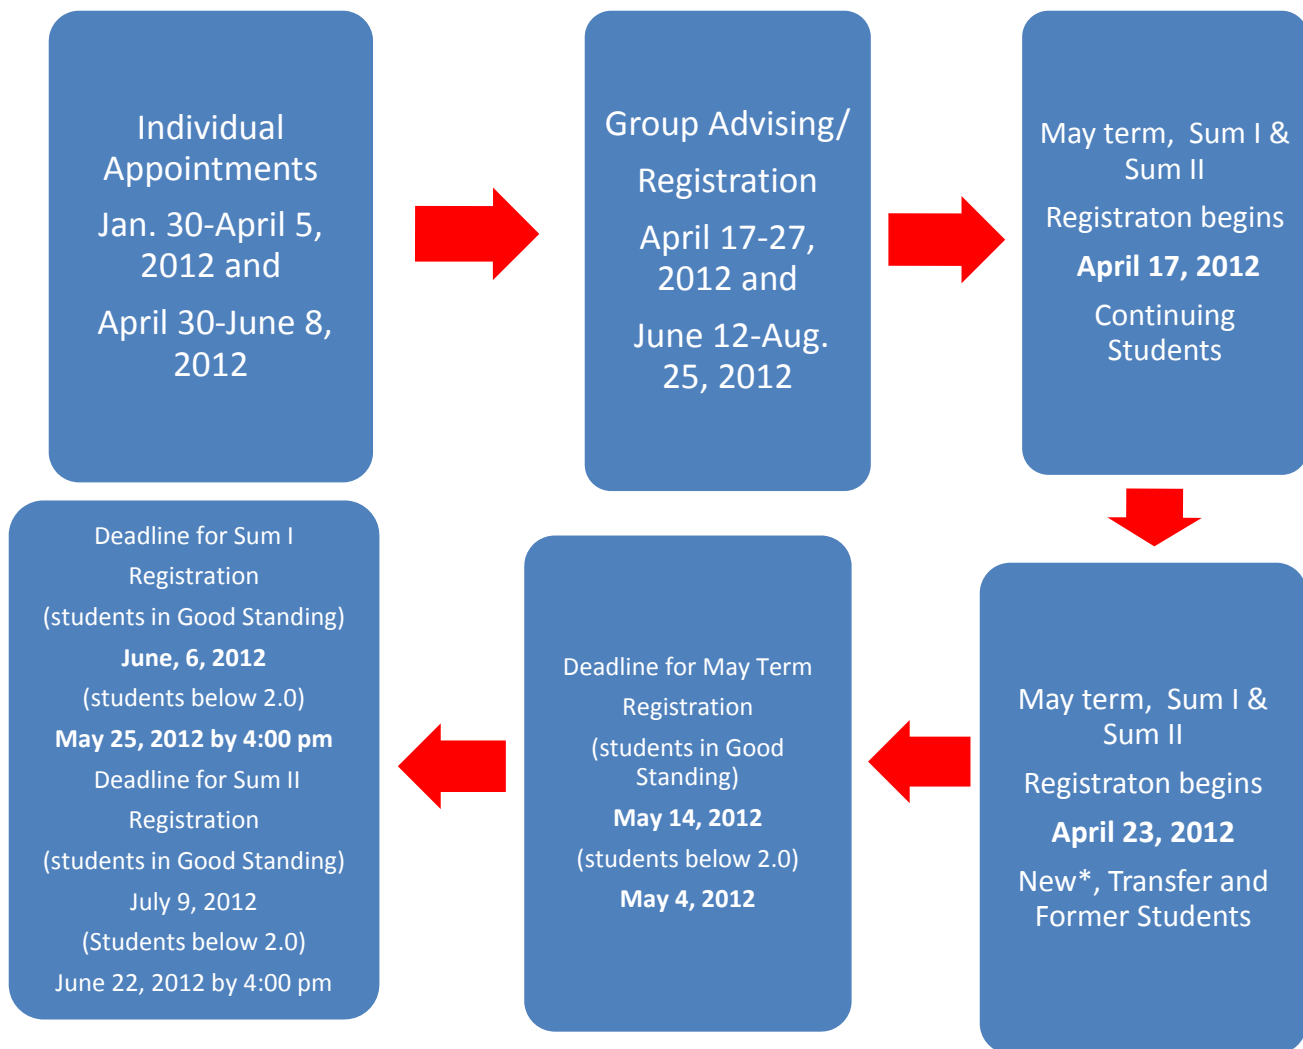 Individual
Appointments
Jan. 30-April 5,
2012 and
April 30-June 8,
2012
Group Advising/
Registration
April 17-27,
2012 and
June 12-Aug.
25, 2012
May term, Sum I &
Sum II
Registraton begins
April 17, 2012
Continuing
Students
May term, Sum I &
Sum II
Registraton begins
April 23, 2012
New*, Transfer and
Former Students
Deadline for May Term
Registration
(students in Good
Standing)
May 14, 2012
(students below 2.0)
May 4, 2012
Deadline for Sum I
Registration
(students in Good Standing)
June, 6, 2012
(students below 2.0)
May 25, 2012 by 4:00 pm
Deadline for Sum II
Registration
(students in Good Standing)
July 9, 2012
(Students below 2.0)
June 22, 2012 by 4:00 pm